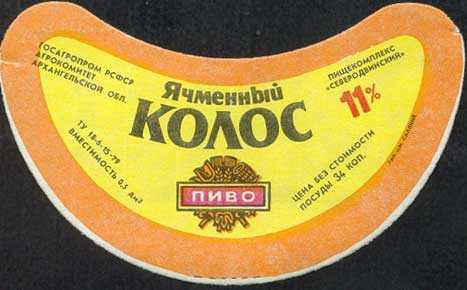 ГОСАГРОПРОМ РСФСР
АГРОКОМИТЕТ
АРХАНГЕЛЬСКОЙ ОБЛ.
ПИЩЕКОМПЛЕКС
«СЕВЕРОДВИНСКИЙ»
Ячменный
КОЛОС
11%
ПИВО
ТУ 18-6-15-79
ВМЕСТИМОСТЬ 0,5 дм³
ЦЕНА БЕЗ СТОИМОСТИ
ПОСУДЫ 34 КОП.